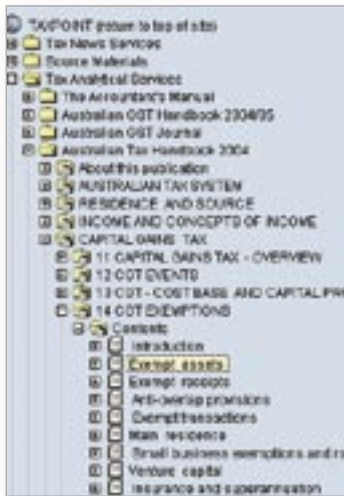 TAXPOINT (return to top of site)
Tax News Services
Source Materials
Tax Analytical Services
The Accountant's Manual
Australian GST Handbook 2004/05
Australian GST Journal
Australian Tax Handbook 2004
About this publication
AUSTRALIAN TAX SYSTEM
RESIDENCE AND SOURCE
INCOME AND CONCEPTS OF INCOME
CAPITAL GAINS TAX
11 CAPITAL GAINS TAX - OVERVIEW
12 CGT EVENTS
13 CGT - COST BASE AND CAPITAL
14 CGT EXEMPTIONS
Contents
Introduction
Exempt assets
Exempt receipts
Anti-overlap provisions
Exempt transactions
Main residence
Small business exemptions and
Venture capital
Insurance and superannuation